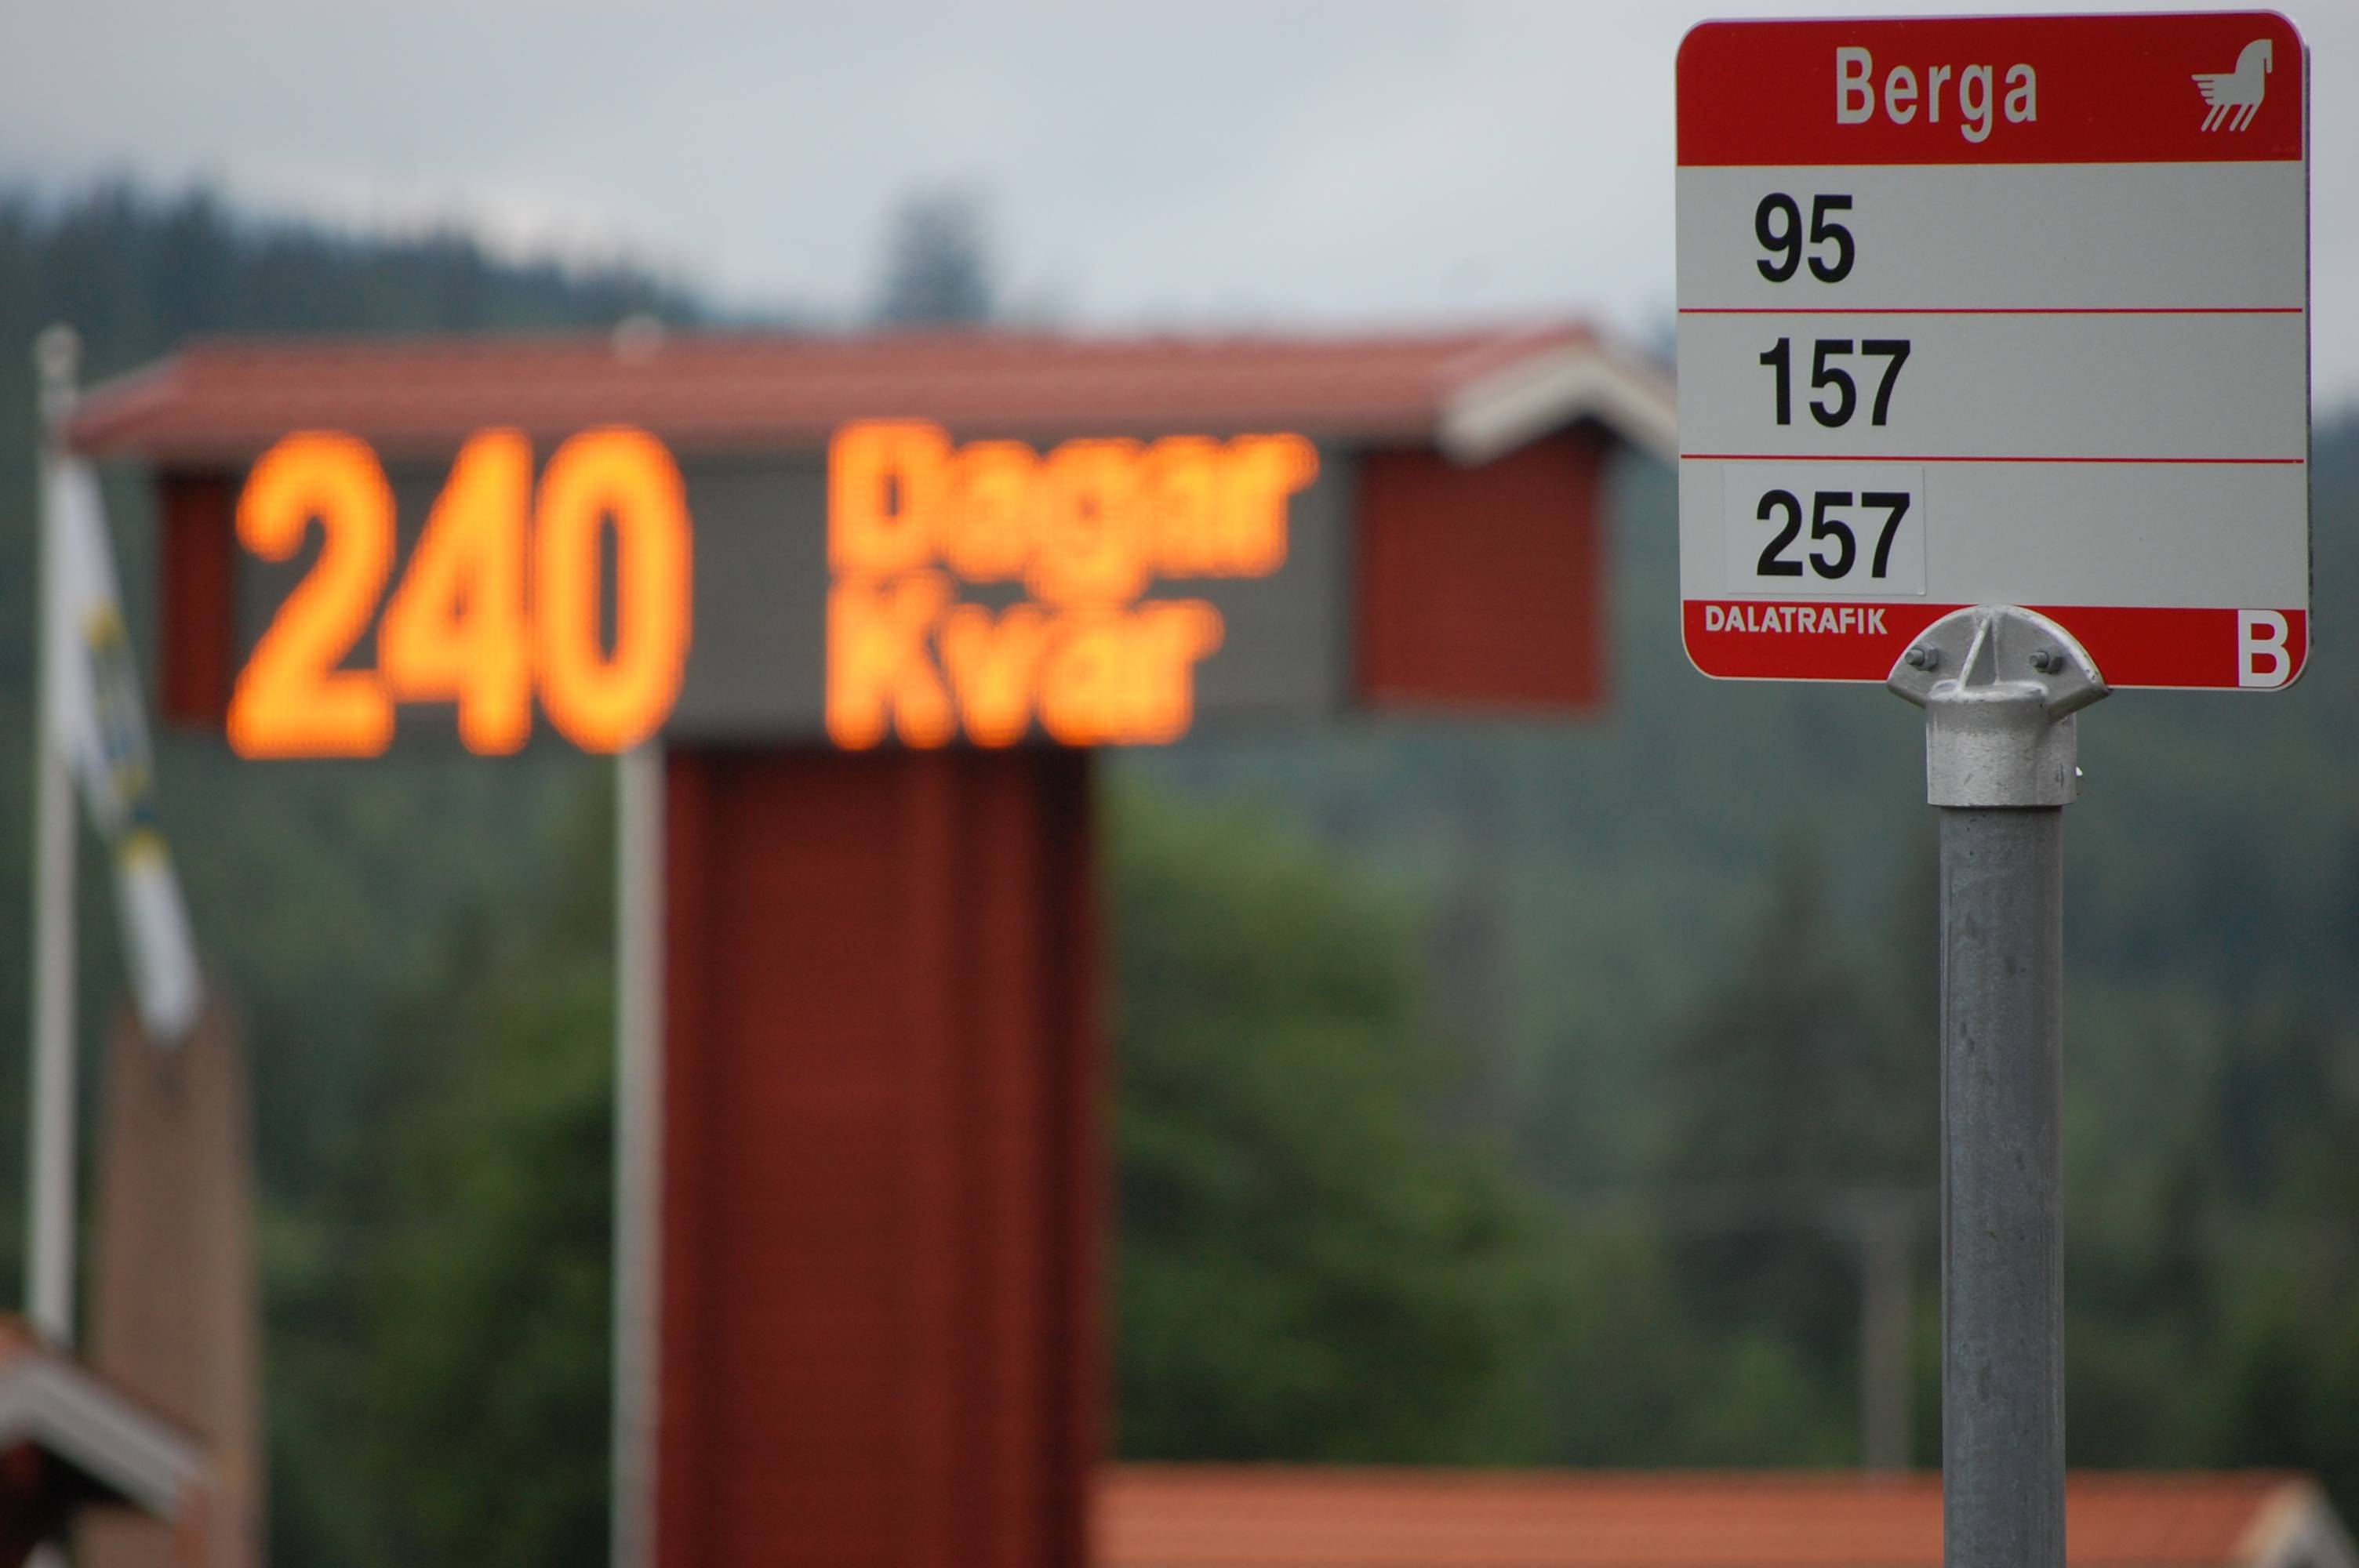 240 Dagar
Kvar
Berga
95
157
257
DALATRAFIK
B